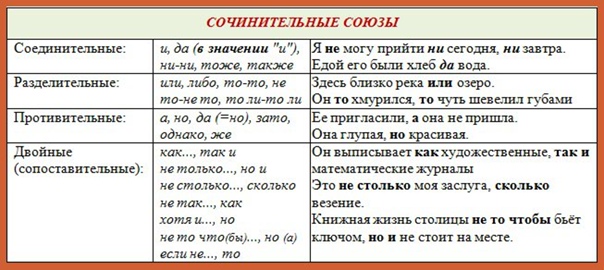 СОЧИНИТЕЛЬНЫЕ СОЮЗЫ
Соединительные:
и, да (в значении "и"),
ни-ни, тоже, также
Я не могу прийти ни сегодня, ни завтра.
Едой его были хлеб да вода.
Разделительные:
или, либо, то-то, не
то-не то, то ли-то ли
Здесь близко река или озеро.
Он то хмурился, то чуть шевелил губами
Противительные:
а, но, да (=но), зато,
однако, же
Ее пригласили, а она не пришла.
Она глупая, но красивая.
Двойные
(сопоставительные):
как..., так и
не только..., но и
не столько..., сколько
не так..., как
хотя и..., но
не то что(бы)..., но (а)
если не..., то
Он выписывает как художественные, так и
математические журналы
Это не столько моя заслуга, сколько
везение.
Книжная жизнь столицы не то чтобы бьёт
ключом, но и не стоит на месте.